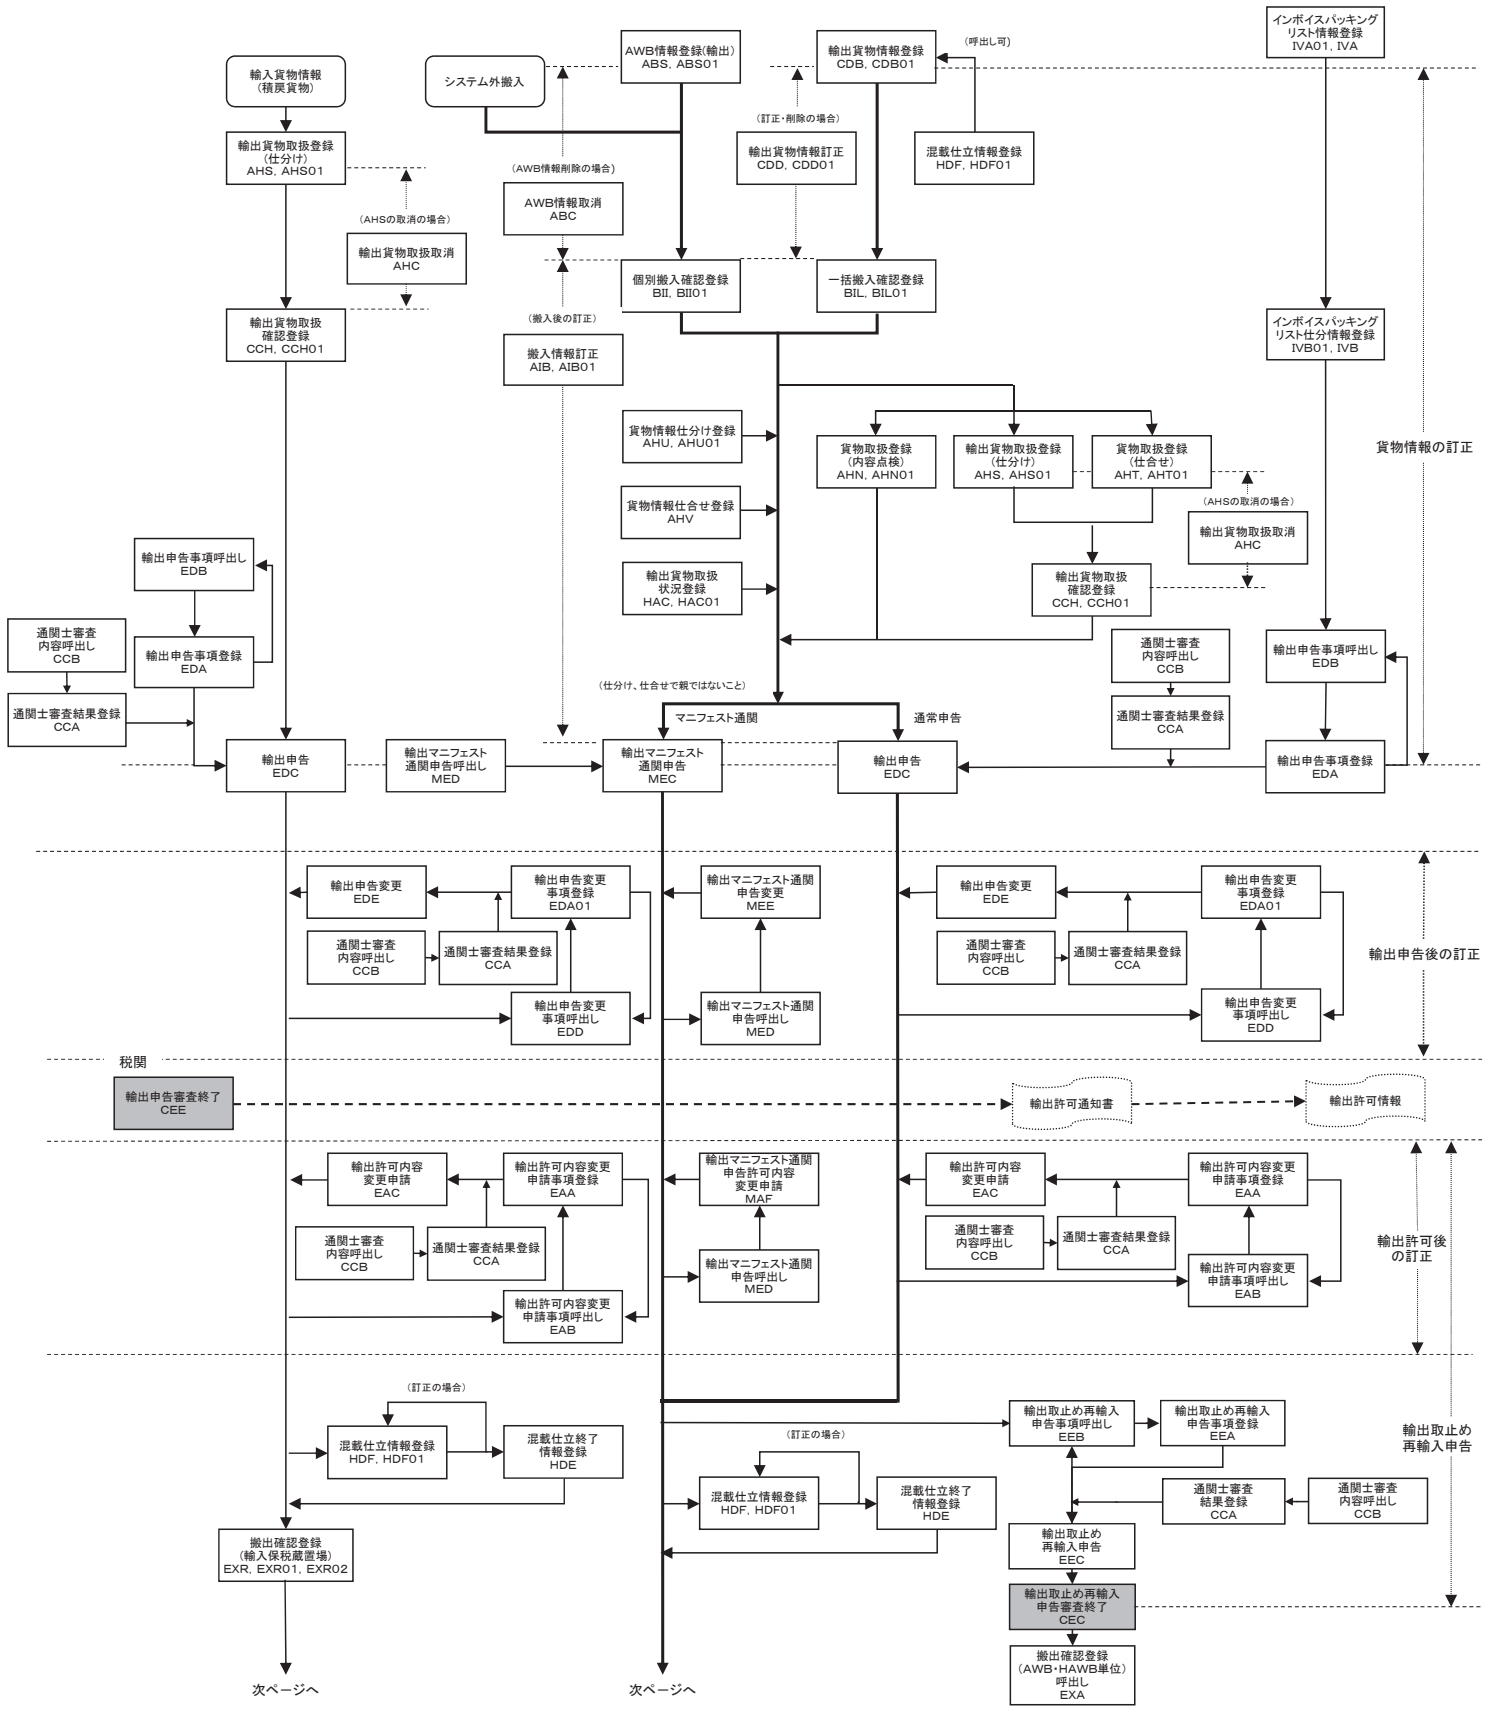 インボイスパッキング
リスト情報登録
IVA01, IVA
輸入貨物情報
(積戻貨物)
システム外搬入
AWB情報登録(輸出)
ABS, ABS01
輸出貨物情報登録
CDB, CDB01
(呼出し可)
輸出貨物取扱登録
(仕分け)
AHS, AHS01
(AWB情報削除の場合)
AWB情報取消
ABC
(訂正・削除の場合)
輸出貨物情報訂正
CDD, CDD01
混載仕立情報登録
HDF, HDF01
(AHSの取消の場合)
輸出貨物取扱取消
AHC
個別搬入確認登録
BII, BII01
一括搬入確認登録
BIL, BIL01
輸出貨物取扱
確認登録
CCH, CCH01
(搬入後の訂正)
搬入情報訂正
AIB, AIB01
インボイスパッキング
リスト仕分情報登録
IVB01, IVB
貨物情報仕分け登録
AHU, AHU01
貨物取扱登録
(内容点検)
AHN, AHN01
輸出貨物取扱登録
(仕分け)
AHS, AHS01
貨物取扱登録
(仕合せ)
AHT, AHT01
貨物情報の訂正
貨物情報仕合せ登録
AHV
(AHSの取消の場合)
輸出貨物取扱取消
AHC
輸出申告事項呼出し
EDB
輸出貨物取扱
状況登録
HAC, HAC01
輸出貨物取扱
確認登録
CCH, CCH01
通関士審査
内容呼出し
CCB
輸出申告事項登録
EDA
通関士審査
内容呼出し
CCB
輸出申告事項呼出し
EDB
通関士審査結果登録
CCA
(仕分け、仕合せで親ではないこと)
マニフェスト通関
通常申告
通関士審査結果登録
CCA
輸出申告
EDC
輸出マニフェスト
通関申告呼出し
MED
輸出マニフェスト
通関申告
MEC
輸出申告
EDC
輸出申告事項登録
EDA
輸出申告変更
EDE
輸出申告変更
事項登録
EDA01
輸出マニフェスト通関
申告変更
MEE
輸出申告変更
EDE
輸出申告変更
事項登録
EDA01
通関士審査
内容呼出し
CCB
通関士審査結果登録
CCA
通関士審査
内容呼出し
CCB
通関士審査結果登録
CCA
輸出申告後の訂正
輸出申告変更
事項呼出し
EDD
輸出マニフェスト通関
申告呼出し
MED
輸出申告変更
事項呼出し
EDD
税関
輸出申告審査終了
CEE
輸出許可通知書
輸出許可情報
輸出許可内容
変更申請
EAC
輸出許可内容変更
申請事項登録
EAA
輸出マニフェスト通関
申告許可内容
変更申請
MAF
輸出許可内容
変更申請
EAC
輸出許可内容変更
申請事項登録
EAA
通関士審査
内容呼出し
CCB
通関士審査結果登録
CCA
通関士審査
内容呼出し
CCB
通関士審査結果登録
CCA
輸出許可後
の訂正
輸出許可内容変更
申請事項呼出し
EAB
輸出マニフェスト通関
申告呼出し
MED
輸出許可内容変更
申請事項呼出し
EAB
(訂正の場合)
混載仕立情報登録
HDF, HDF01
混載仕立終了
情報登録
HDE
輸出取止め再輸入
申告事項呼出し
EEB
輸出取止め再輸入
申告事項登録
EEA
輸出取止め
再輸入申告
(訂正の場合)
混載仕立情報登録
HDF, HDF01
混載仕立終了
情報登録
HDE
通関士審査
結果登録
CCA
通関士審査
内容呼出し
CCB
搬出確認登録
(輸入保税蔵置場)
EXR, EXR01, EXR02
輸出取止め
再輸入申告
EEC
輸出取止め再輸入
申告審査終了
CEC
搬出確認登録
(AWB・HAWB単位)
呼出し
EXA
次ページへ
次ページへ